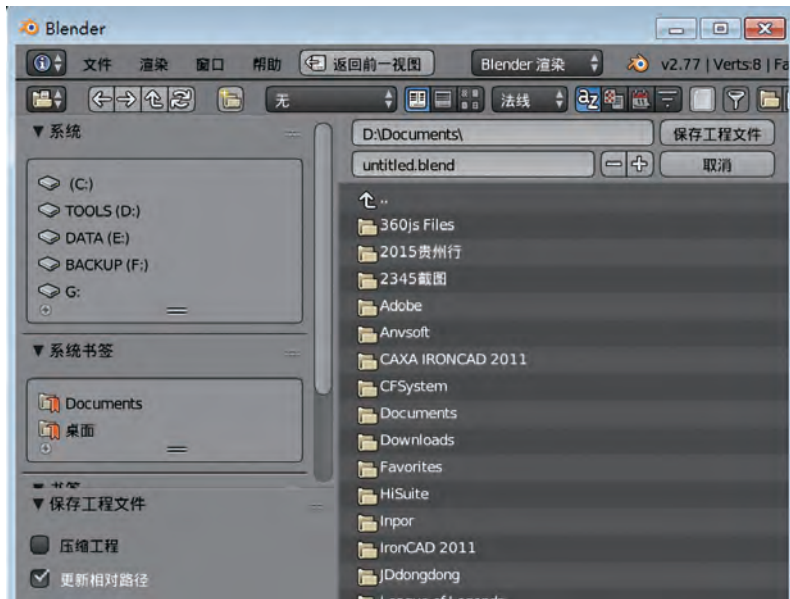 Blender
文件 渲染 窗口 帮助 返回前一视图 Blender 渲染 v2.77 | Verts:8 | Fa
无 法线
▼ 系统
(C:)
TOOLS (D:)
DATA (E:)
BACKUP (F:)
G:
▼ 系统书签
Documents
桌面
▼ 保存工程文件
压缩工程
更新相对路径
D:\Documents\ 保存工程文件
untitled.blend 取消
..
360js Files
2015贵州行
2345截图
Adobe
Anvsoft
CAXA IRONCAD 2011
CFSystem
Documents
Downloads
Favorites
HiSuite
Inpor
IronCAD 2011
JDdongdong